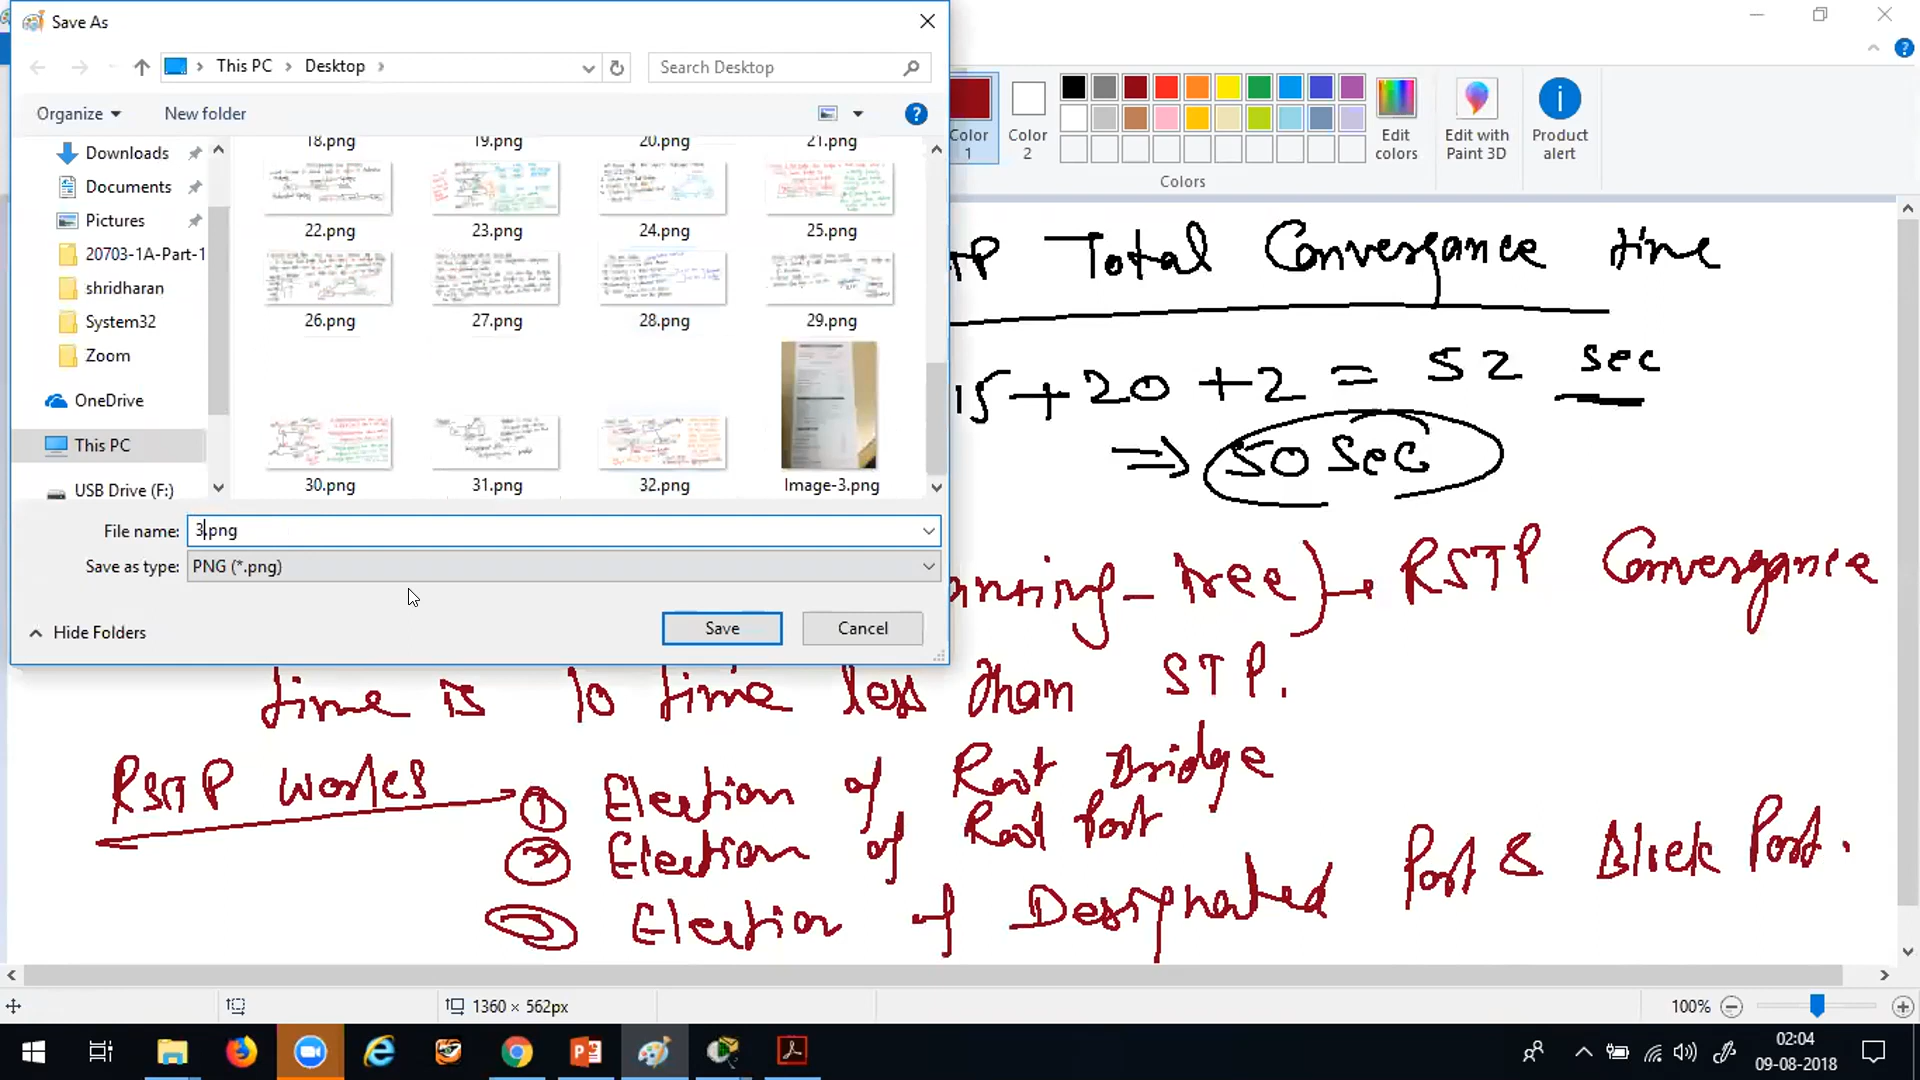 Save As
This PC > Desktop >
Search Desktop
Organize
New folder
Downloads
Documents
Pictures
20703-1A-Part-1
shridharan
System32
Zoom
OneDrive
This PC
USB Drive (F:)
18.png
19.png
20.png
21.png
22.png
23.png
24.png
25.png
26.png
27.png
28.png
29.png
30.png
31.png
32.png
Image-3.png
File name: 3.png
Save as type: PNG (*.png)
Hide Folders
Save
Cancel
Color 1
Color 2
Edit colors
Edit with Paint 3D
Product alert
Colors
TP Total Convergance time
15+20+2 = 52 sec
⇒ 50 Sec
anning-tree) → RSTP Convergance
time is 10 time less than STP.
RSTP works
① Election of Root Bridge
② Election of Root Port
Election of Designated Port & Block Port.
1360 × 562px
100%
02:04
09-08-2018